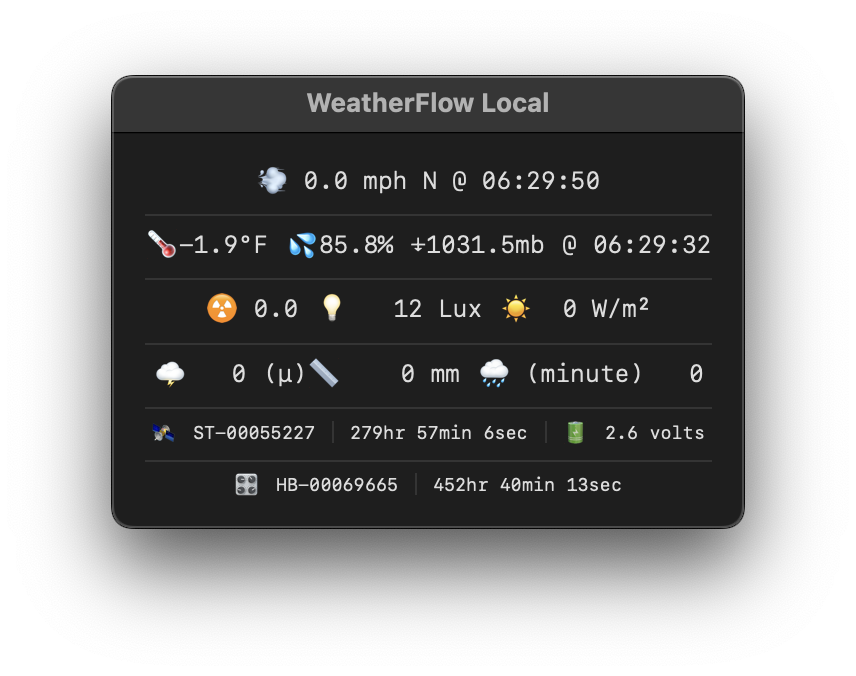 WeatherFlow Local
💨 0.0 mph N @ 06:29:50
🌡️-1.9°F 💦85.8% ⸔1031.5mb @ 06:29:32
☢️ 0.0 💡 12 Lux ☀️ 0 W/m²
🌩️ 0 (μ)📏 0 mm 🌧️ (minute) 0
🛰️ ST-00055227 | 279hr 57min 6sec | 🔋 2.6 volts
🎛️ HB-00069665 | 452hr 40min 13sec